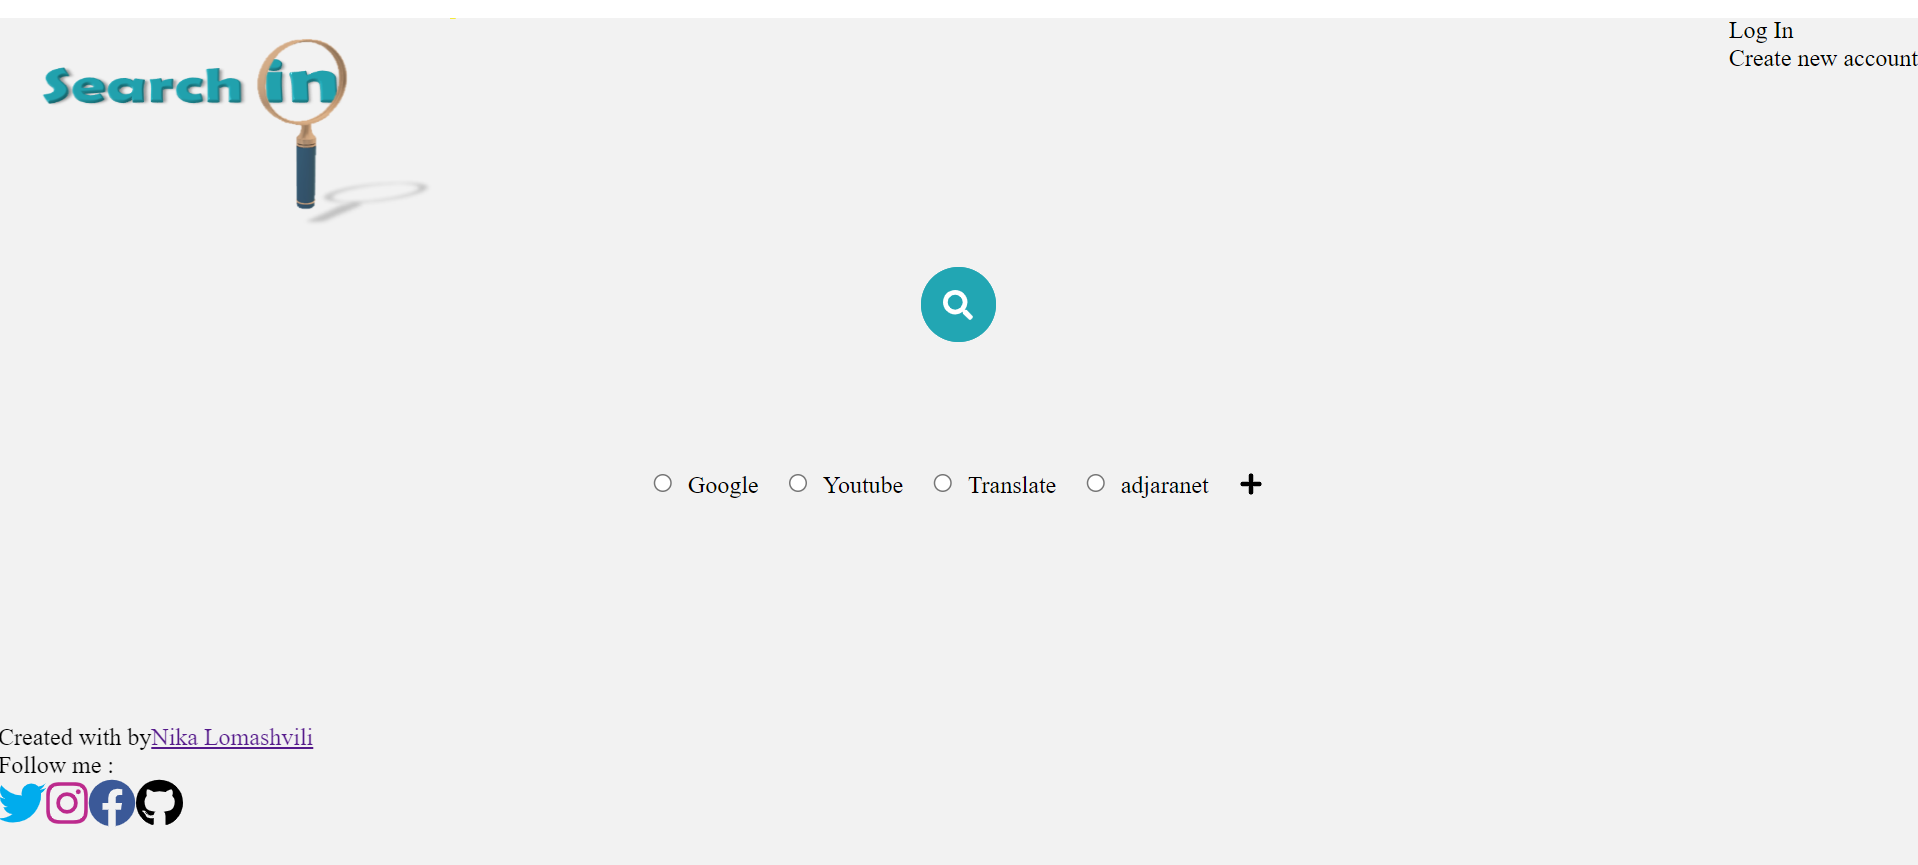 Search in
Log In
Create new account
Google Youtube Translate adjaranet
Created with byNika Lomashvili
Follow me :